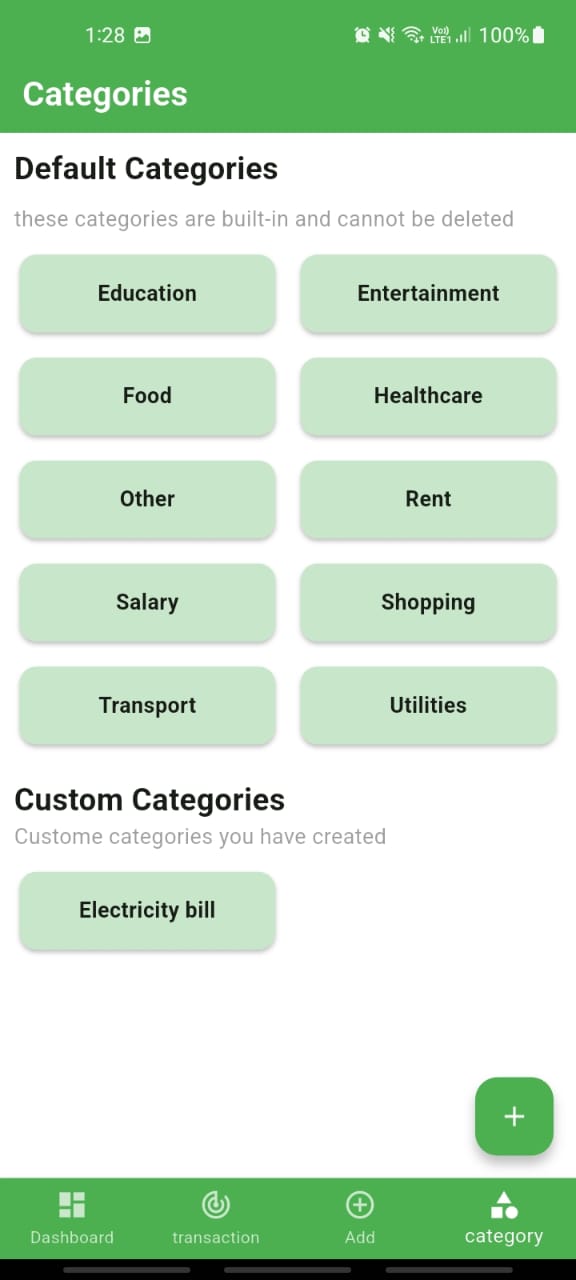 1:28 Vo)) LTE1 100%
Categories
Default Categories
these categories are built-in and cannot be deleted
Education Entertainment
Food Healthcare
Other Rent
Salary Shopping
Transport Utilities
Custom Categories
Custome categories you have created
Electricity bill
+
Dashboard transaction Add category